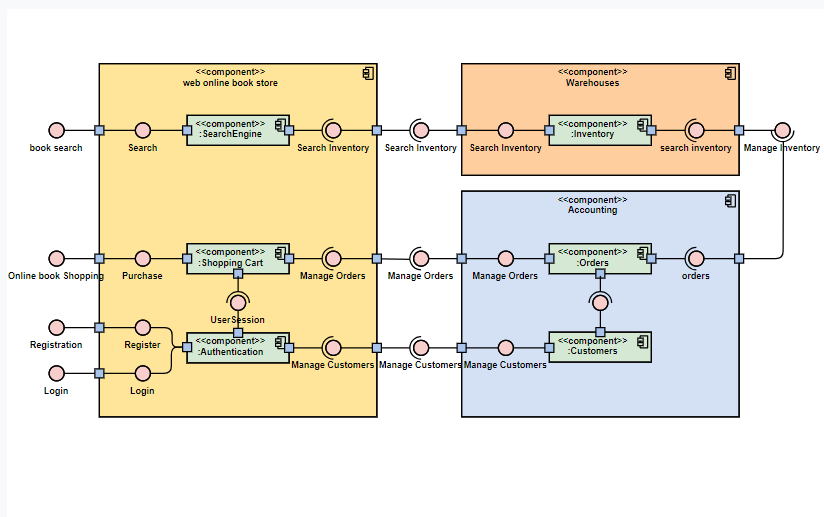 <<component>>
web online book store
<<component>>
Warehouses
<<component>>
:SearchEngine
<<component>>
:Inventory
book search
Search
Search Inventory
Search Inventory
Search Inventory
search inventory
Manage Inventory
<<component>>
Accounting
<<component>>
:Shopping Cart
<<component>>
:Orders
Online book Shopping
Purchase
Manage Orders
Manage Orders
Manage Orders
orders
UserSession
Registration
Register
<<component>>
:Authentication
<<component>>
:Customers
Manage Customers
Manage Customers
Manage Customers
Login
Login